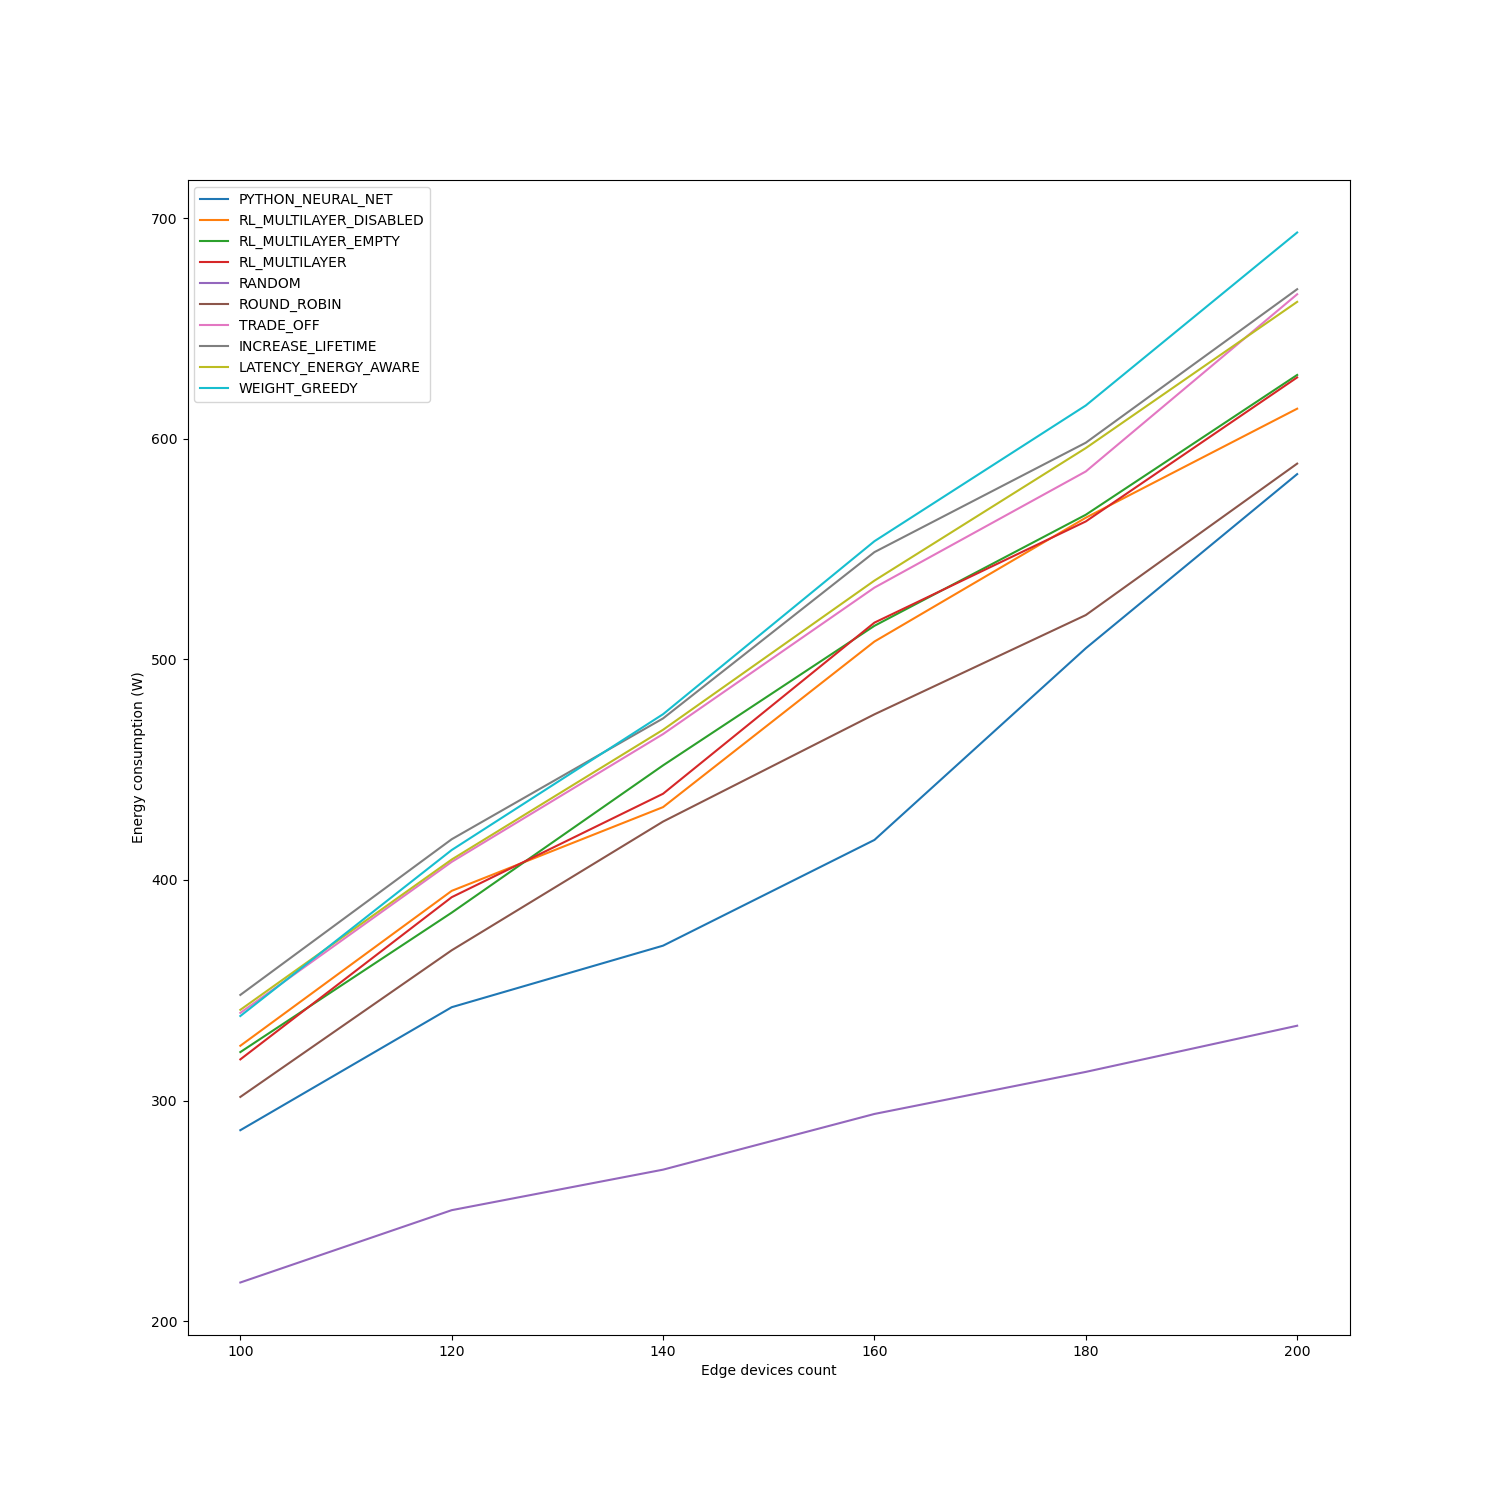 PYTHON_NEURAL_NET
RL_MULTILAYER_DISABLED
RL_MULTILAYER_EMPTY
RL_MULTILAYER
RANDOM
ROUND_ROBIN
TRADE_OFF
INCREASE_LIFETIME
LATENCY_ENERGY_AWARE
WEIGHT_GREEDY
700
600
500
400
300
200
Energy consumption (W)
100 120 140 160 180 200
Edge devices count